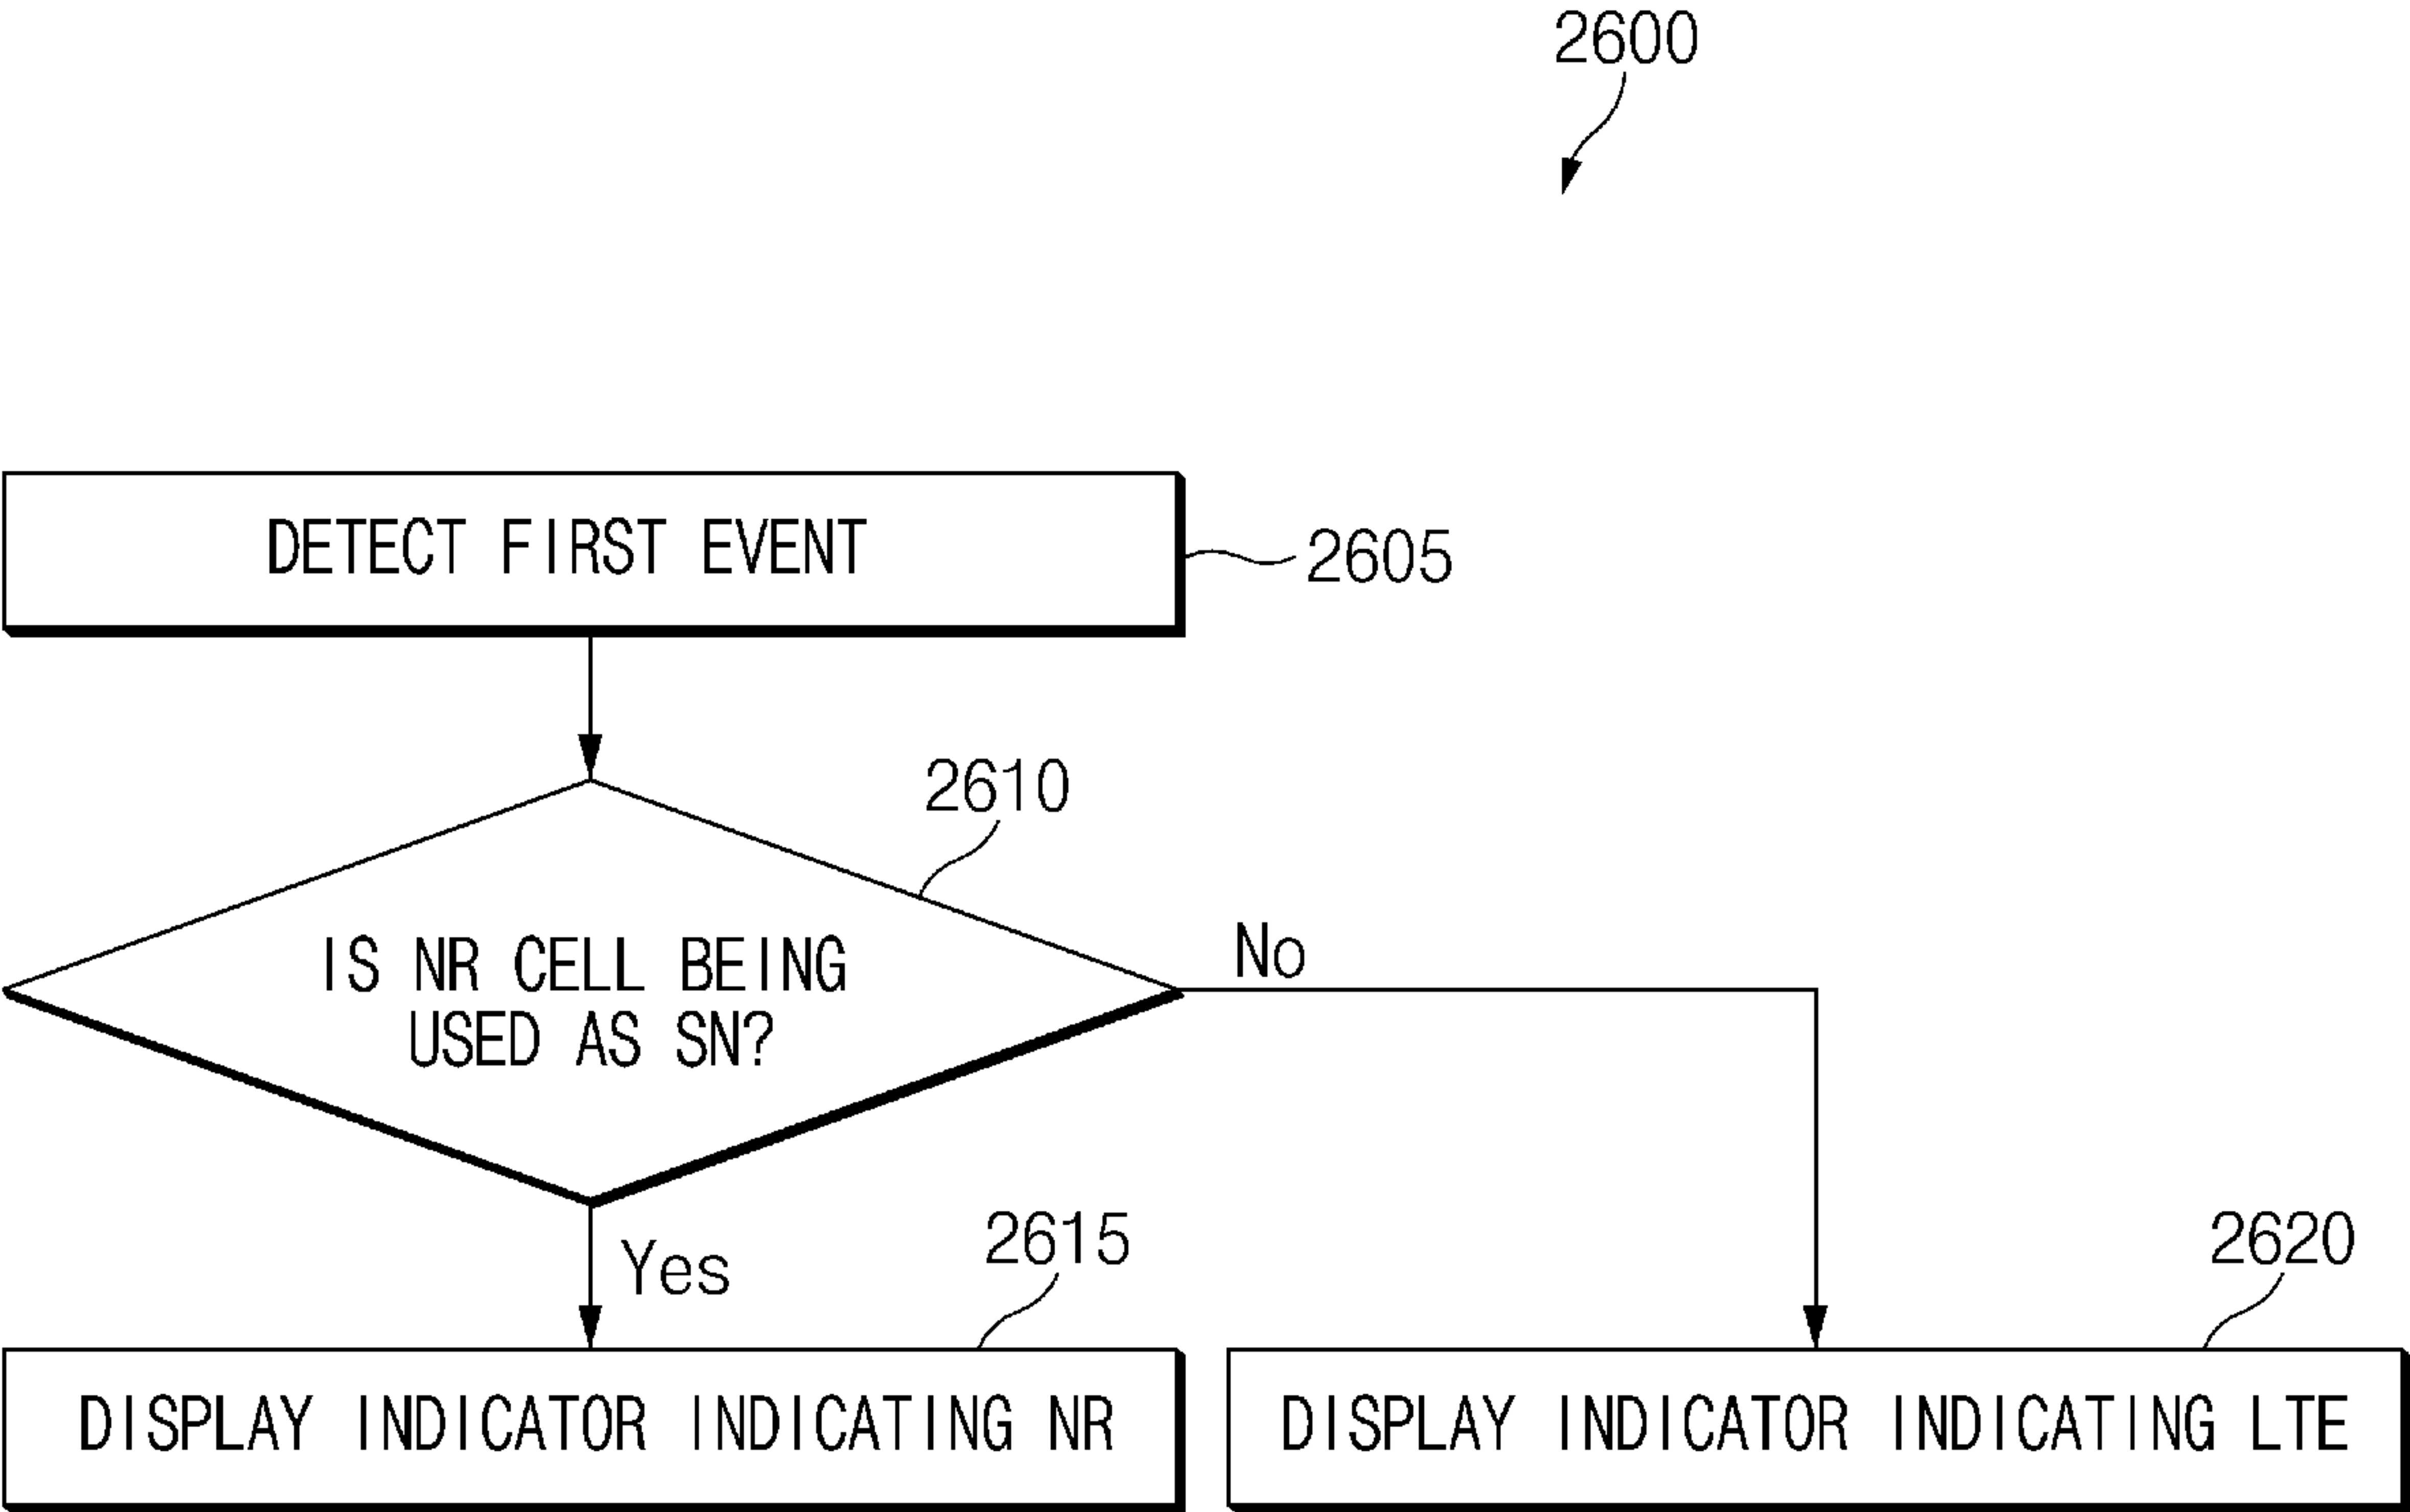 2600
DETECT FIRST EVENT
2605
2610
IS NR CELL BEING
USED AS SN?
No
Yes
2615
2620
DISPLAY INDICATOR INDICATING NR
DISPLAY INDICATOR INDICATING LTE